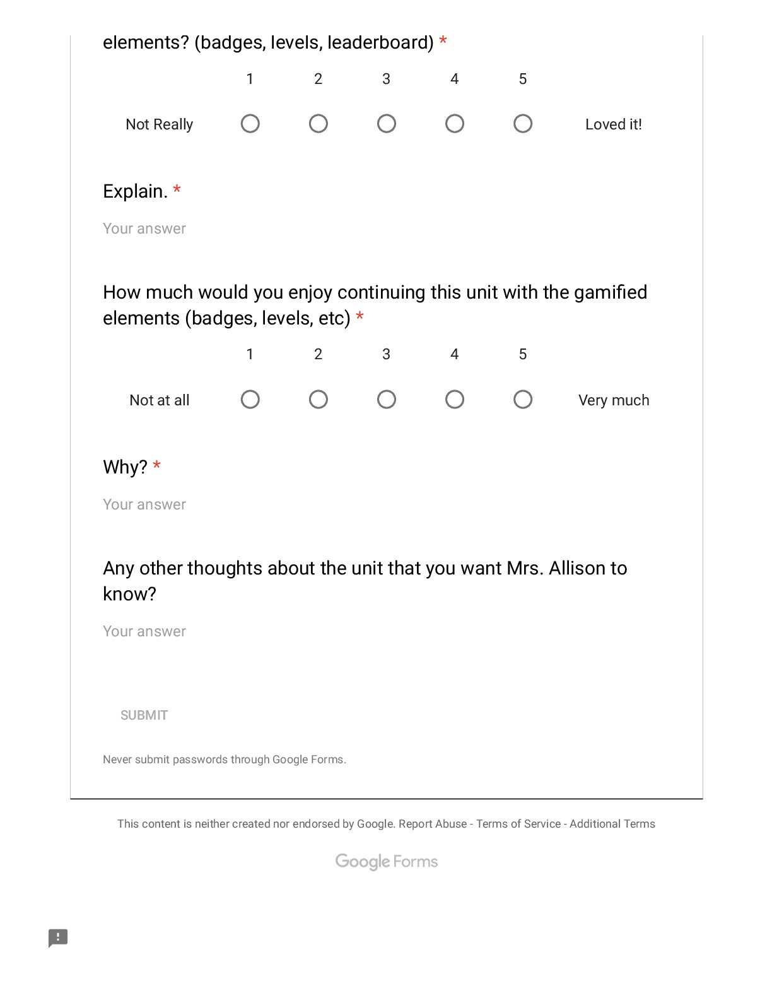 elements? (badges, levels, leaderboard) *
1 2 3 4 5
Not Really Loved it!
Explain. *
Your answer
How much would you enjoy continuing this unit with the gamified
elements (badges, levels, etc) *
1 2 3 4 5
Not at all Very much
Why? *
Your answer
Any other thoughts about the unit that you want Mrs. Allison to
know?
Your answer
SUBMIT
Never submit passwords through Google Forms.
This content is neither created nor endorsed by Google. Report Abuse - Terms of Service - Additional Terms
Google Forms